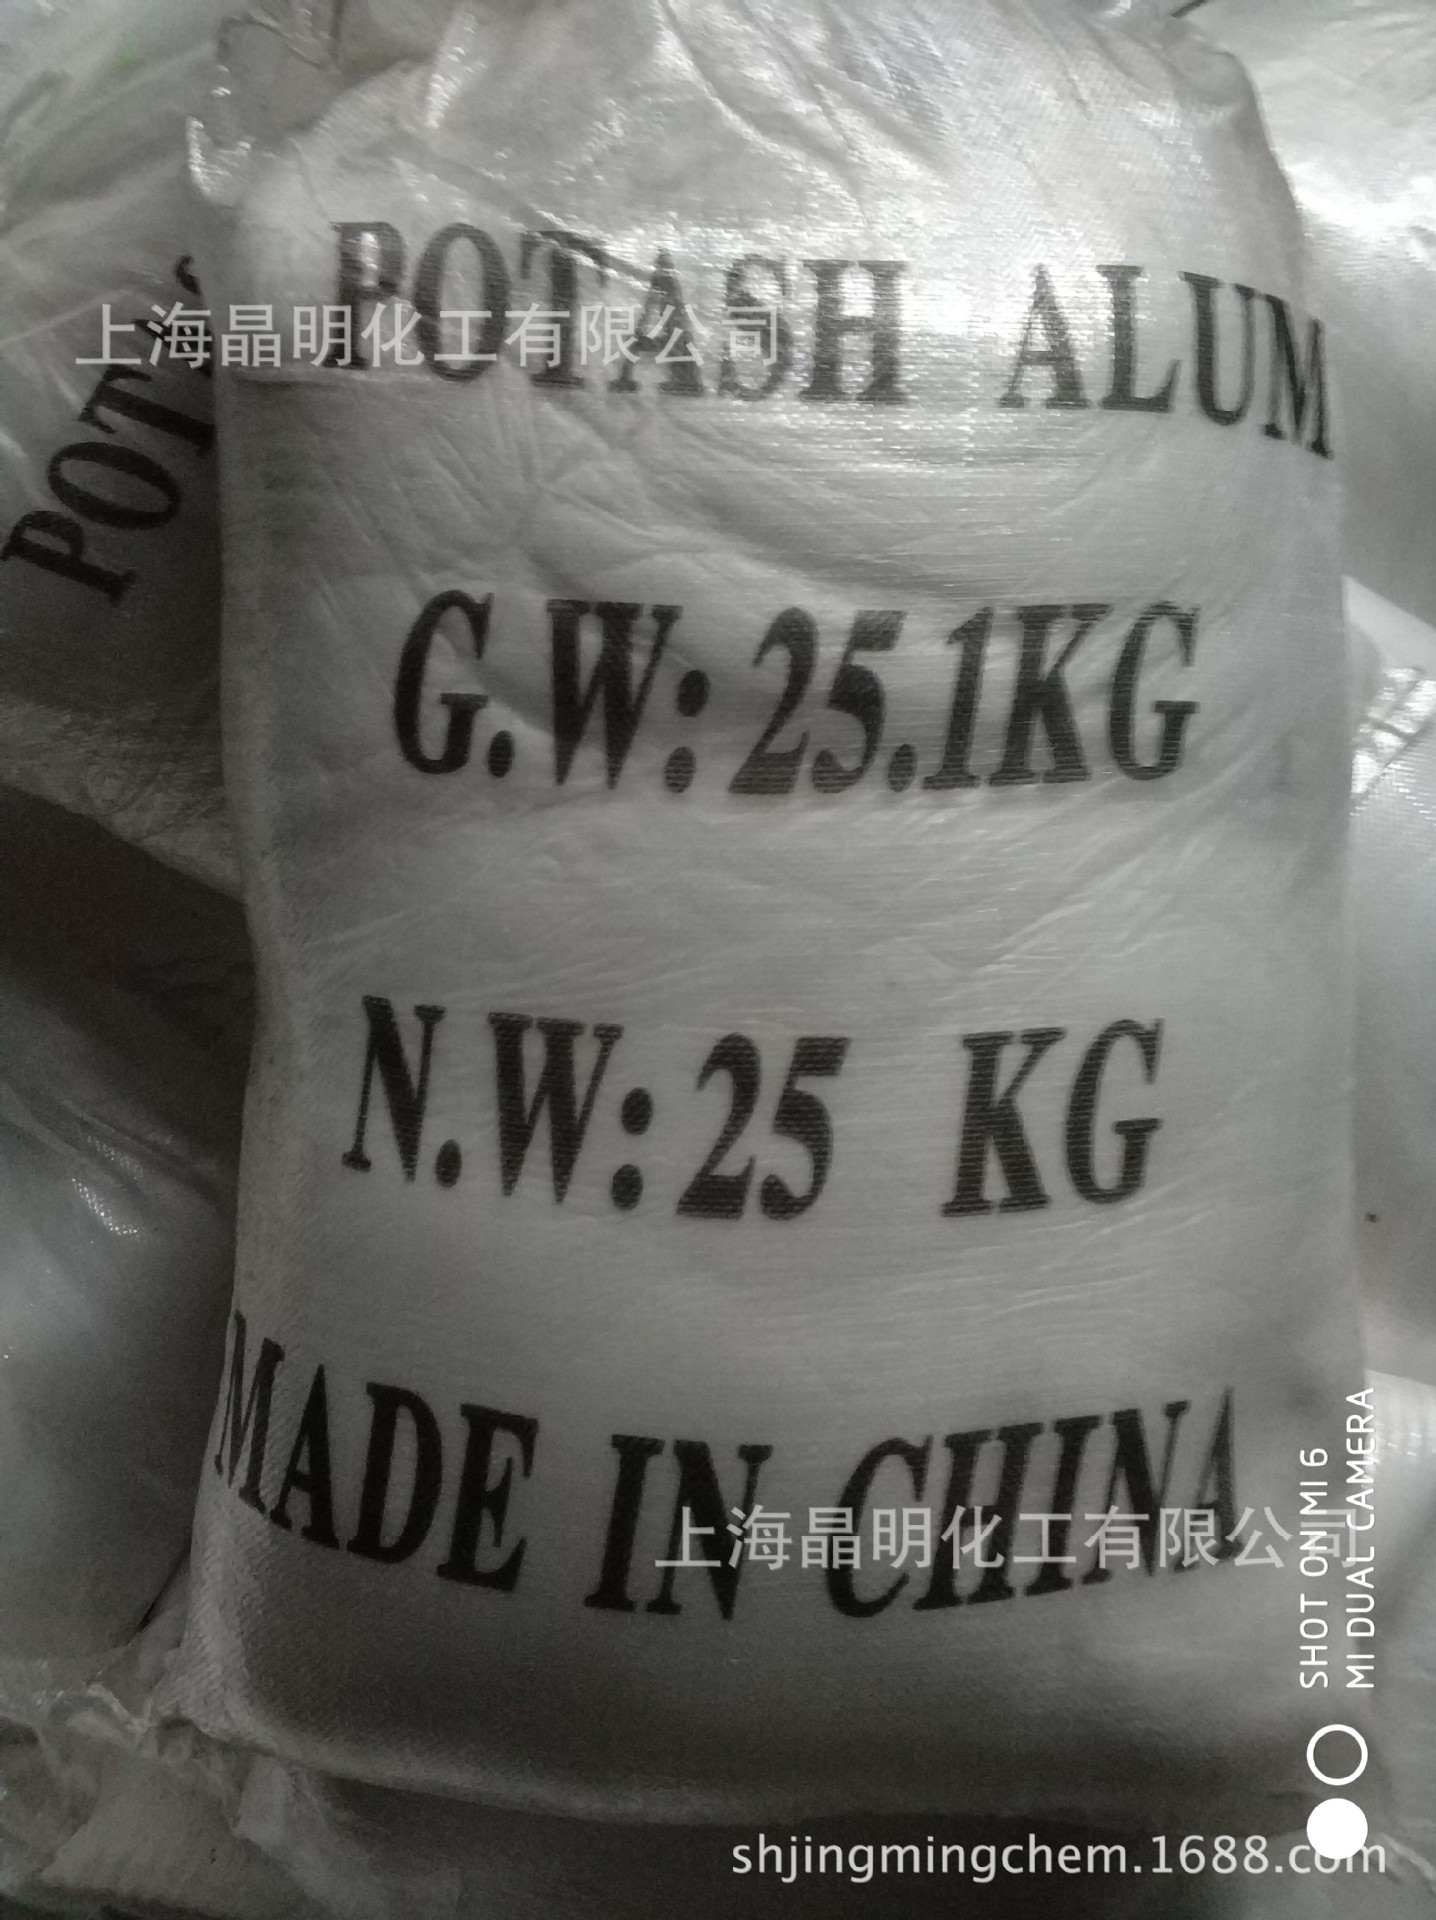 POTASH ALUM
上海晶明化工有限公司
POTA
G.W:25.1KG
N.W:25 KG
MADE IN CHINA
上海晶明化工有限公司
SHOT ON MI 6
MI DUAL CAMERA
shjingmingchem.1688.com